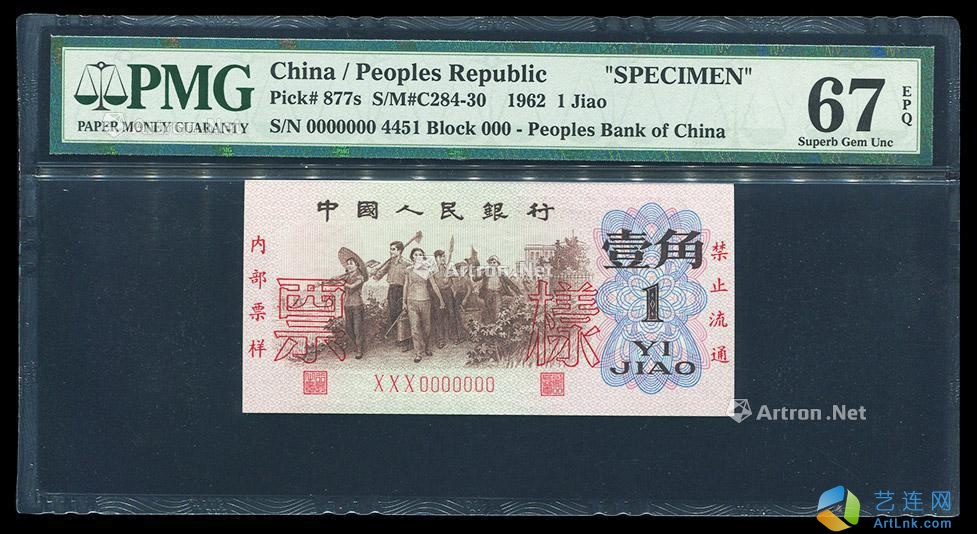 PMG
PAPER MONEY GUARANTY
China / Peoples Republic "SPECIMEN"
Pick# 877s S/M#C284-30 1962 1 Jiao
S/N 0000000 4451 Block 000 - Peoples Bank of China
67
EPQ
Superb Gem Unc
中國人民銀行
内部票样
票樣
壹角
1
YI
JIAO
禁止流通
XXX0000000
Artron.Net
Artron.Net
艺连网
ArtLnk.com